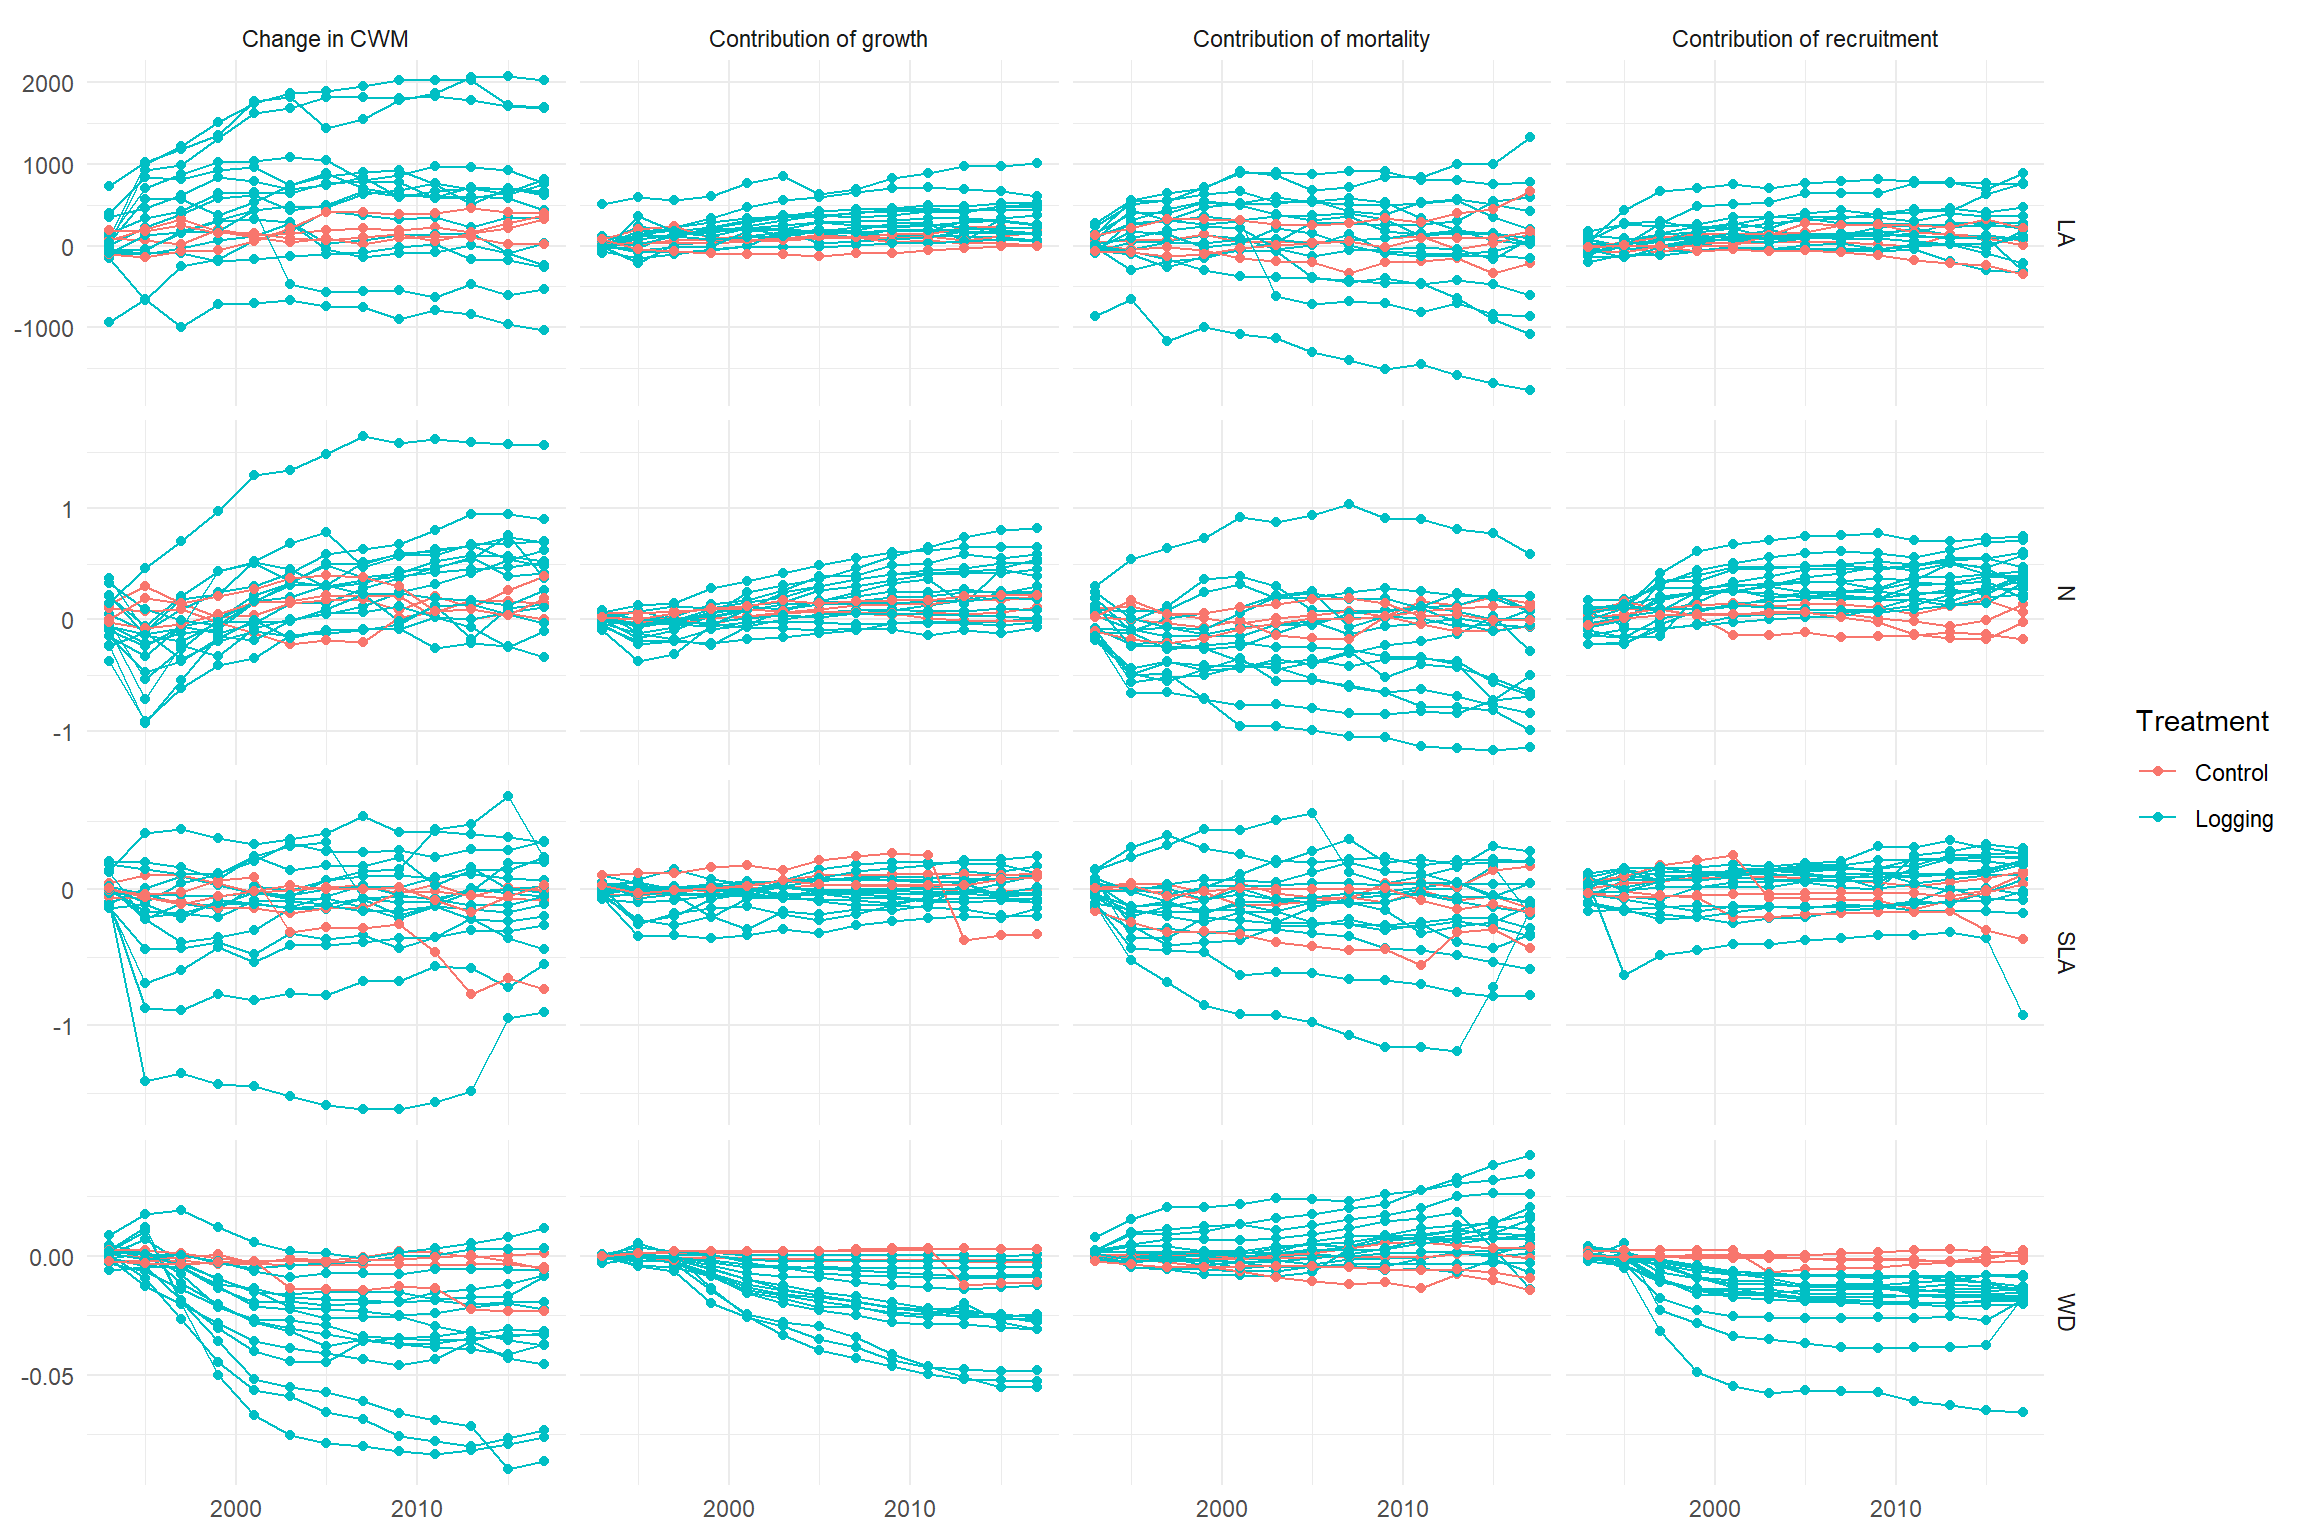 Change in CWM
Contribution of growth
Contribution of mortality
Contribution of recruitment
2000
1000
0
-1000
LA
1
0
-1
N
0
-1
SLA
0.00
-0.05
WD
2000
2010
2000
2010
2000
2010
2000
2010
Treatment
Control
Logging